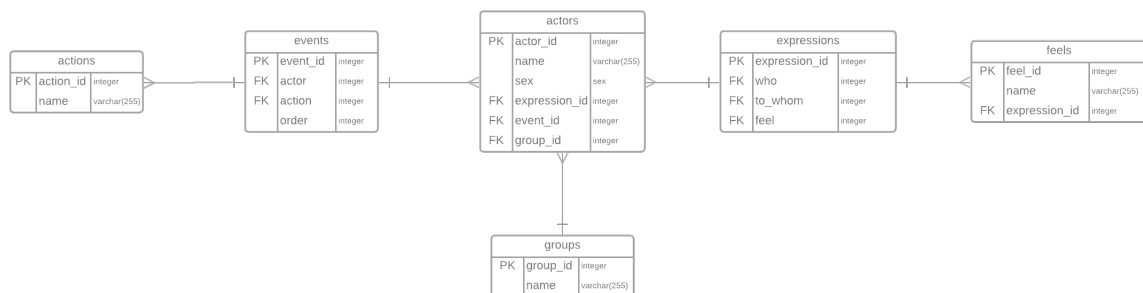 actions
PK action_id integer
name varchar(255)
events
PK event_id integer
FK actor integer
FK action integer
order integer
actors
PK actor_id integer
name varchar(255)
sex sex
FK expression_id integer
FK event_id integer
FK group_id integer
expressions
PK expression_id integer
FK who integer
FK to_whom integer
FK feel integer
feels
PK feel_id integer
name varchar(255)
FK expression_id integer
groups
PK group_id integer
name varchar(255)